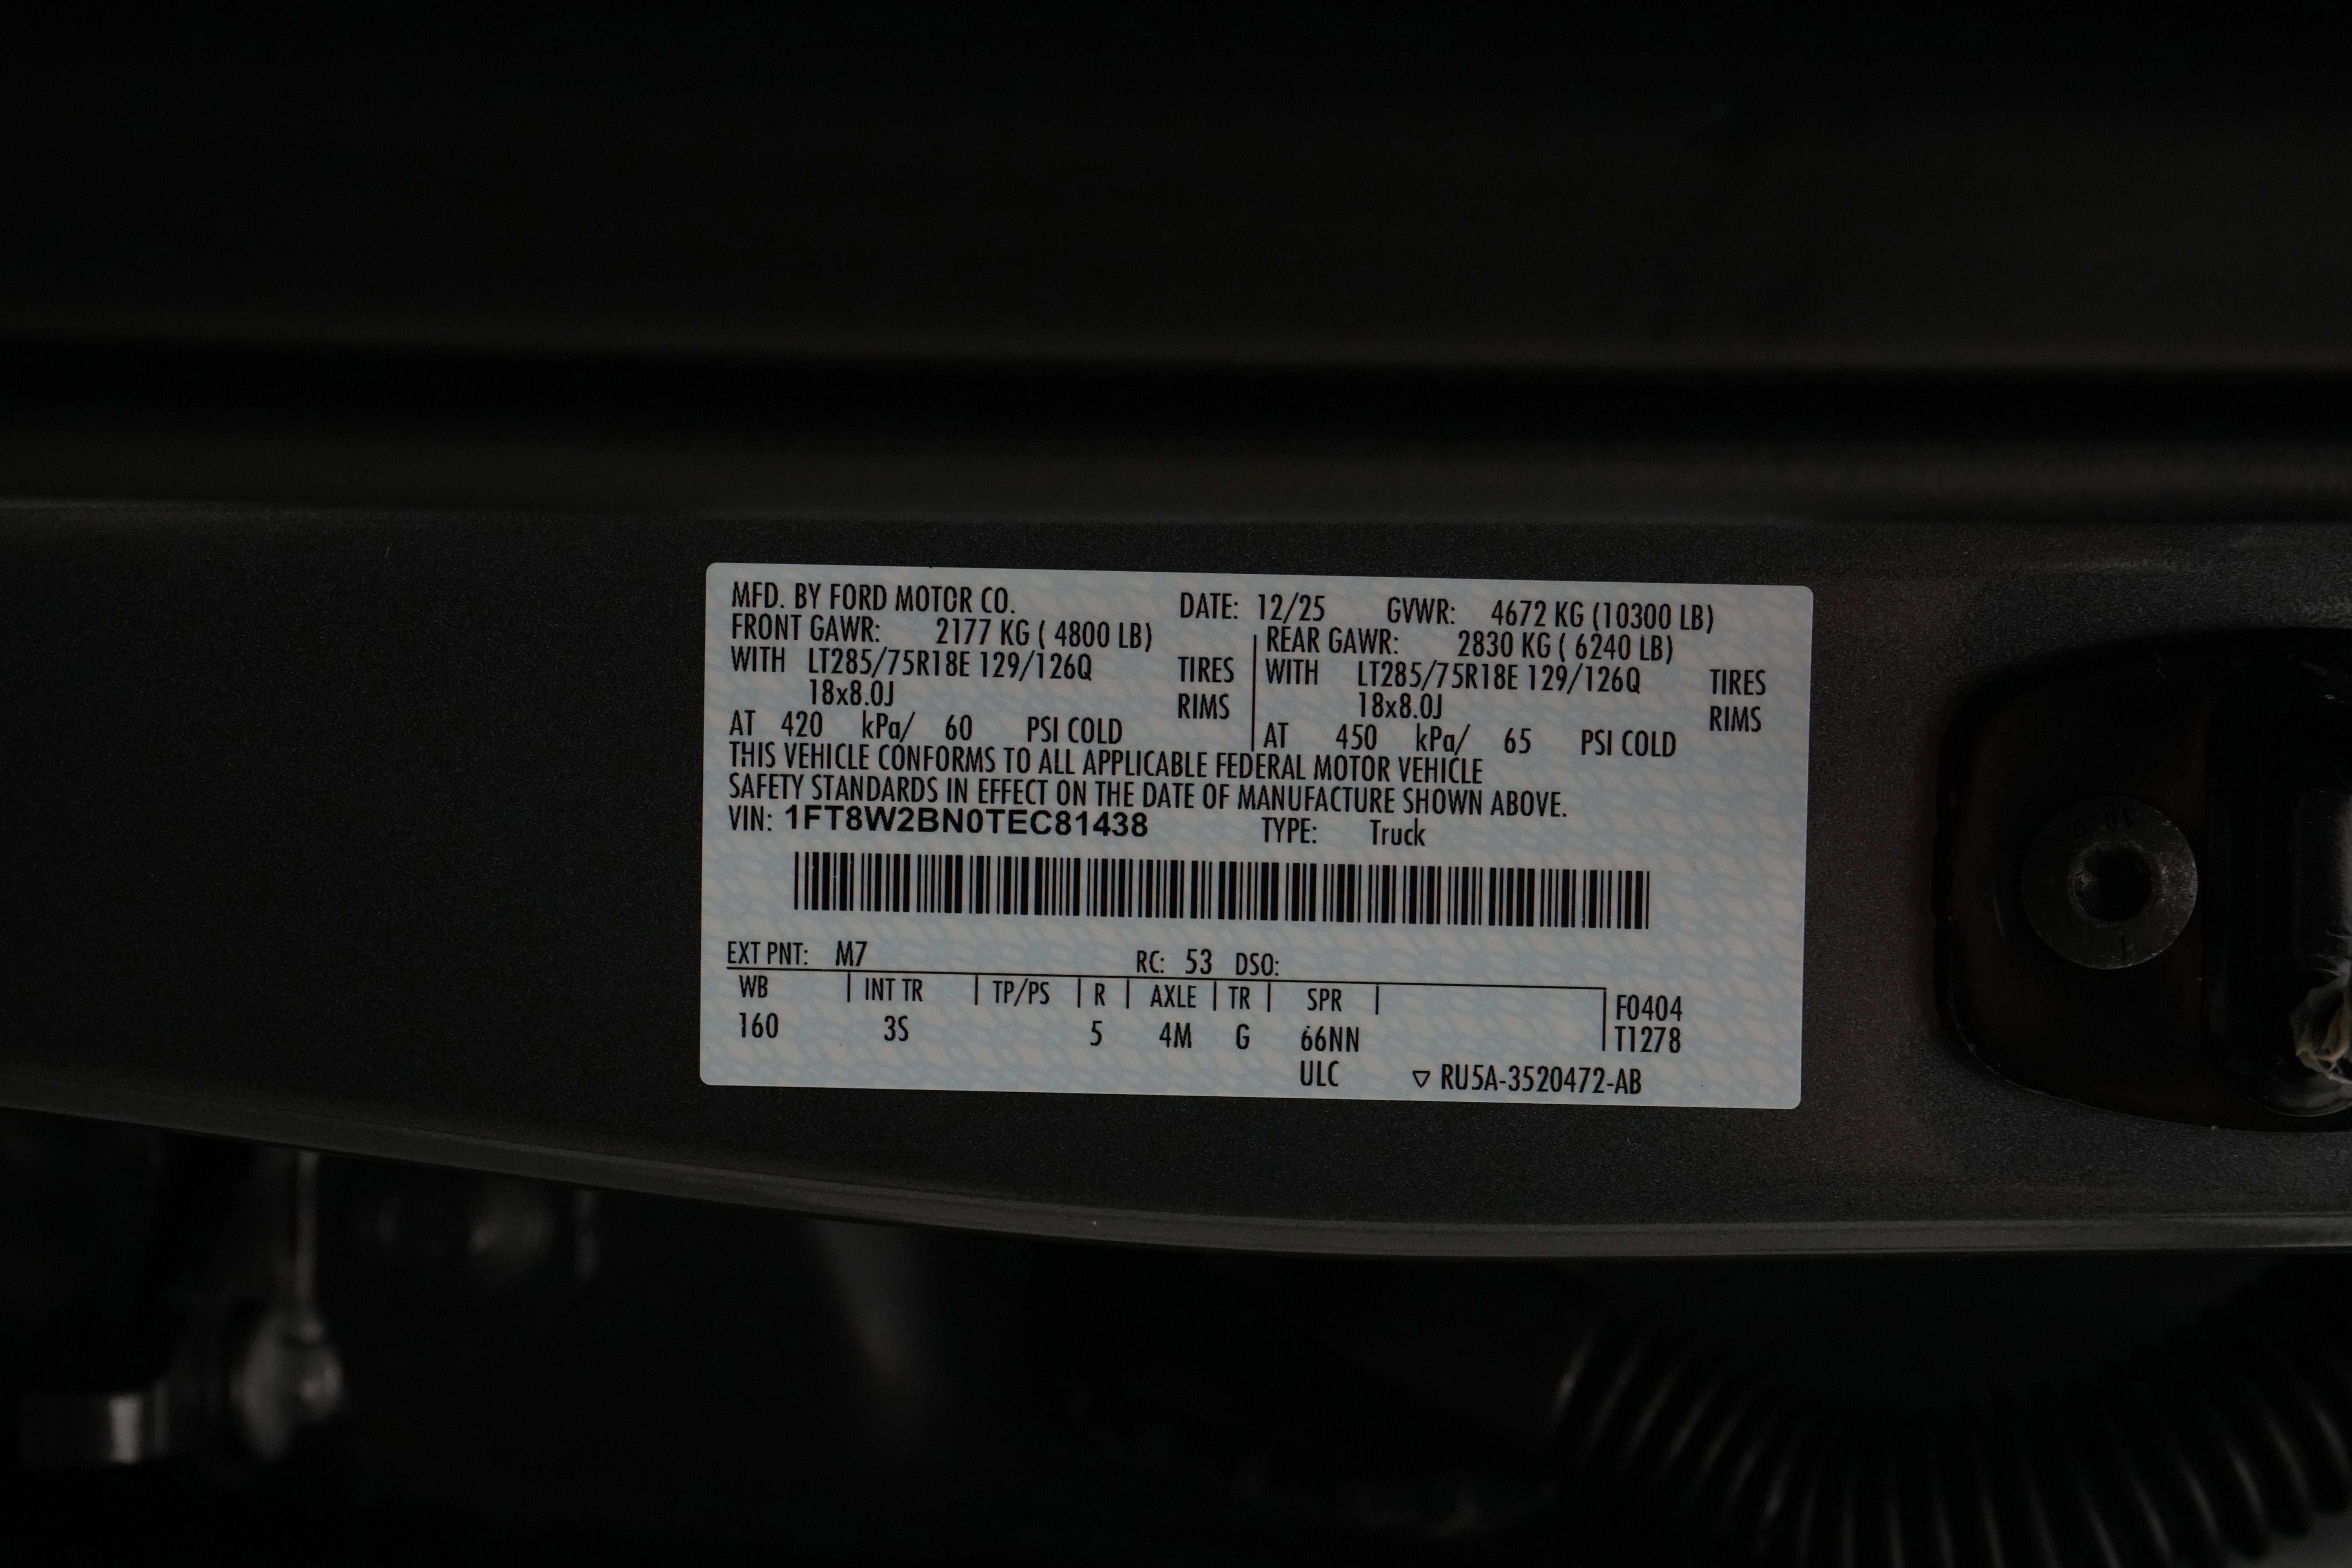 MFD. BY FORD MOTOR CO. DATE: 12/25 GVWR: 4672 KG (10300 LB)
FRONT GAWR: 2177 KG ( 4800 LB) REAR GAWR: 2830 KG ( 6240 LB)
WITH LT285/75R18E 129/126Q TIRES WITH LT285/75R18E 129/126Q TIRES
18x8.0J RIMS 18x8.0J RIMS
AT 420 kPa/ 60 PSI COLD AT 450 kPa/ 65 PSI COLD
THIS VEHICLE CONFORMS TO ALL APPLICABLE FEDERAL MOTOR VEHICLE
SAFETY STANDARDS IN EFFECT ON THE DATE OF MANUFACTURE SHOWN ABOVE.
VIN: 1FT8W2BN0TEC81438 TYPE: Truck
EXT PNT: M7 RC: 53 DSO:
WB INT TR TP/PS R AXLE TR SPR F0404
160 3S 5 4M G 66NN T1278
ULC ▽ RU5A-3520472-AB